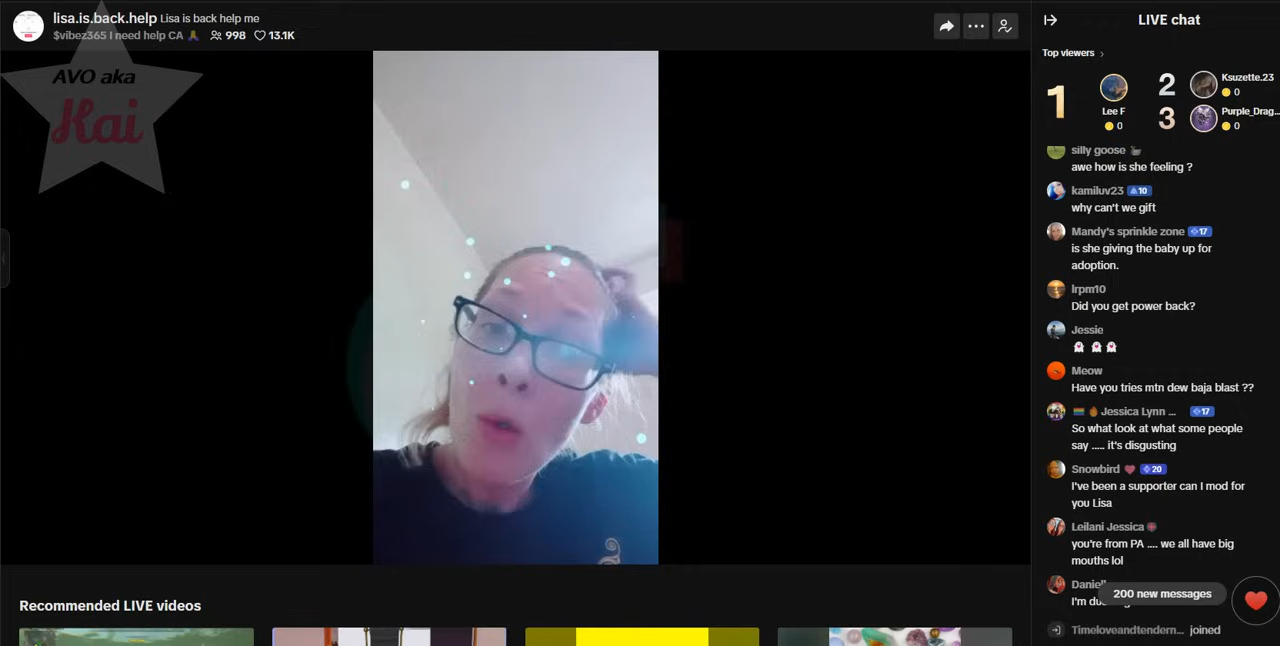 lisa.is.back.help Lisa is back help me
$vibez365 I need help CA 🙏 998 13.1K
AVO aka
Kai
LIVE chat
Top viewers
1
Lee F
0
2
Ksuzette.23
0
3
Purple_Drag...
0
silly goose
awe how is she feeling ?
kamiluv23 10
why can't we gift
Mandy's sprinkle zone 17
is she giving the baby up for
adoption.
lrpm10
Did you get power back?
Jessie
👻 👻 👻
Meow
Have you tries mtn dew baja blast ??
🔥 Jessica Lynn ... 17
So what look at what some people
say ..... it's disgusting
Snowbird 20
I've been a supporter can I mod for
you Lisa
Leilani Jessica
you're from PA .... we all have big
mouths lol
I'm
200 new messages
Timeloveandtendern... joined
Recommended LIVE videos